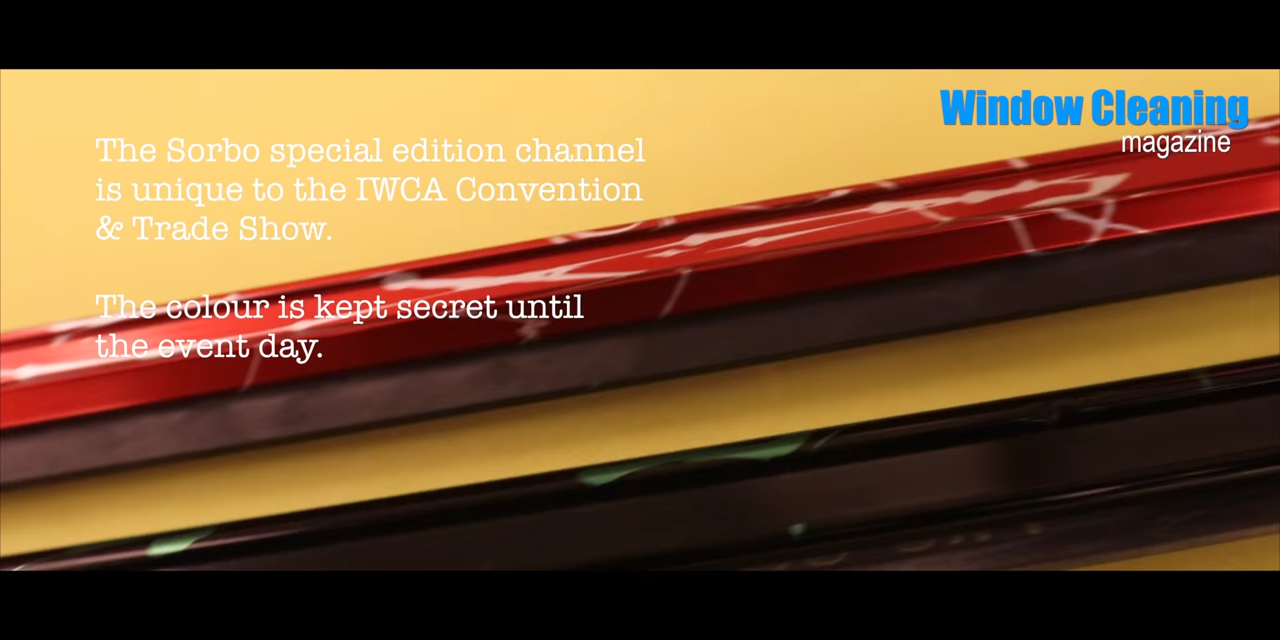 Window Cleaning
magazine
The Sorbo special edition channel
is unique to the IWCA Convention
& Trade Show.
The colour is kept secret until
the event day.